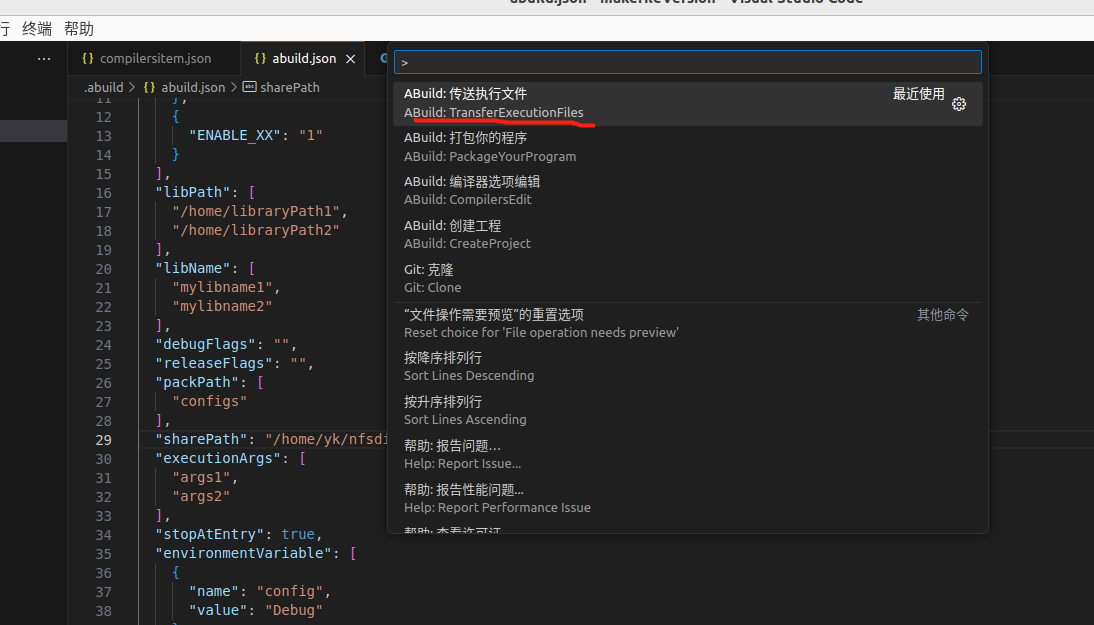 abuild.json - makeReVersion - Visual Studio Code
行 终端 帮助
··· {} compilersitem.json {} abuild.json ×
.abuild > {} abuild.json > abc sharePath
11 },
12 {
13 "ENABLE_XX": "1"
14 }
15 ],
16 "libPath": [
17 "/home/libraryPath1",
18 "/home/libraryPath2"
19 ],
20 "libName": [
21 "mylibname1",
22 "mylibname2"
23 ],
24 "debugFlags": "",
25 "releaseFlags": "",
26 "packPath": [
27 "configs"
28 ],
29 "sharePath": "/home/yk/nfsdi
30 "executionArgs": [
31 "args1",
32 "args2"
33 ],
34 "stopAtEntry": true,
35 "environmentVariable": [
36 {
37 "name": "config",
38 "value": "Debug"
>
ABuild: 传送执行文件 最近使用
ABuild: TransferExecutionFiles
ABuild: 打包你的程序
ABuild: PackageYourProgram
ABuild: 编译器选项编辑
ABuild: CompilersEdit
ABuild: 创建工程
ABuild: CreateProject
Git: 克隆
Git: Clone
“文件操作需要预览”的重置选项 其他命令
Reset choice for 'File operation needs preview'
按降序排列行
Sort Lines Descending
按升序排列行
Sort Lines Ascending
帮助: 报告问题...
Help: Report Issue...
帮助: 报告性能问题...
Help: Report Performance Issue
帮助: 查看许可证